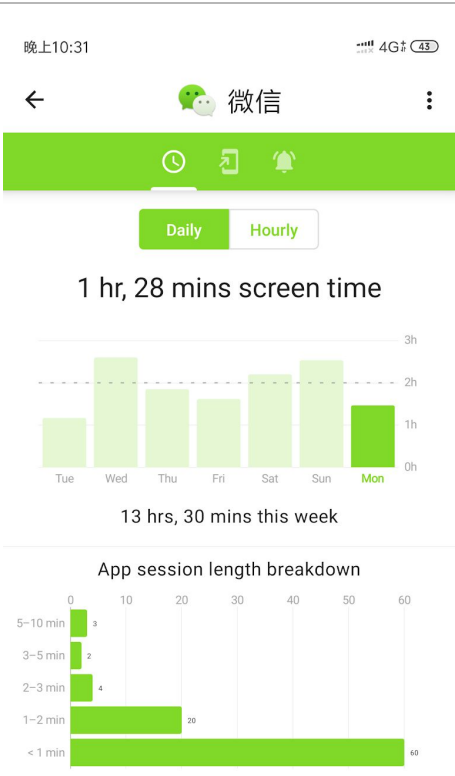 晚上10:31
4G
43
微信
Daily Hourly
1 hr, 28 mins screen time
3h
2h
1h
0h
Tue Wed Thu Fri Sat Sun Mon
13 hrs, 30 mins this week
App session length breakdown
0 10 20 30 40 50 60
5–10 min 3
3–5 min 2
2–3 min 4
1–2 min 20
< 1 min 60